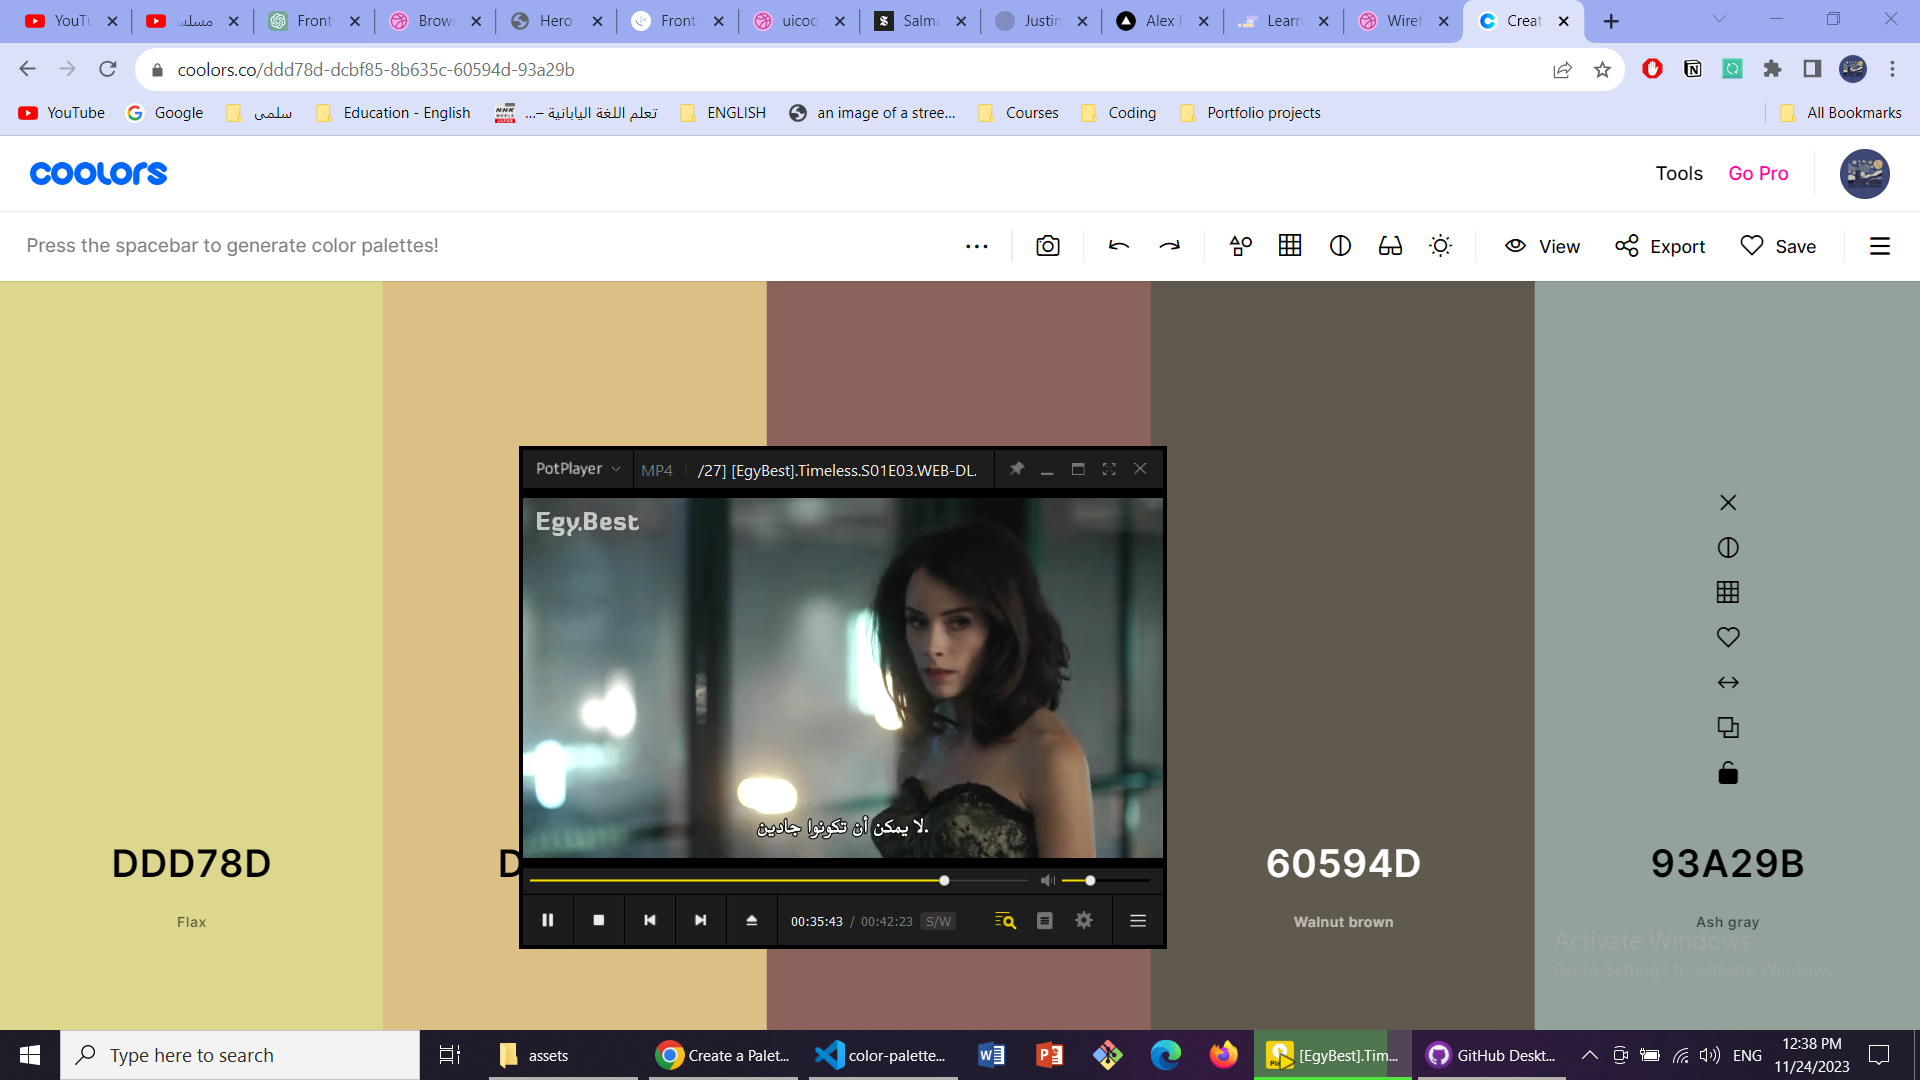 YouTu
مسلس
Front
Brow
Hero
Front
uicoo
Salma
Justin
Alex
Learn
Wiref
Creat
coolors.co/ddd78d-dcbf85-8b635c-60594d-93a29b
YouTube
Google
سلمى
Education - English
تعلم اللغة اليابانية –...
ENGLISH
an image of a stree...
Courses
Coding
Portfolio projects
All Bookmarks
coolors
Tools
Go Pro
Press the spacebar to generate color palettes!
View
Export
Save
PotPlayer
MP4
/27] [EgyBest].Timeless.S01E03.WEB-DL.
Egy.Best
لا يمكن أن تكونوا جادين.
00:35:43 / 00:42:23 S/W
DDD78D
D
60594D
93A29B
Flax
Walnut brown
Ash gray
Activate Windows
Go to Settings to activate Windows.
Type here to search
assets
Create a Palet...
color-palette...
[EgyBest].Tim...
GitHub Deskt...
ENG
12:38 PM
11/24/2023